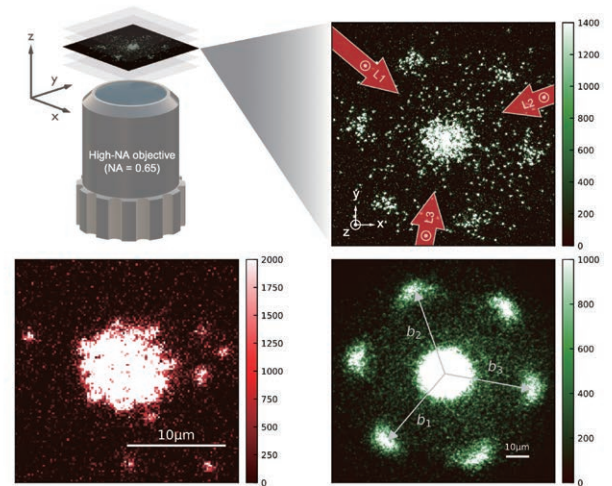 z
y
x
High-NA objective
(NA = 0.65)
L1
L2
L3
y
z
x
1400
1200
1000
800
600
400
200
0
10μm
2000
1750
1500
1250
1000
750
500
250
0
b₂
b₃
b₁
10μm
1000
800
600
400
200
0